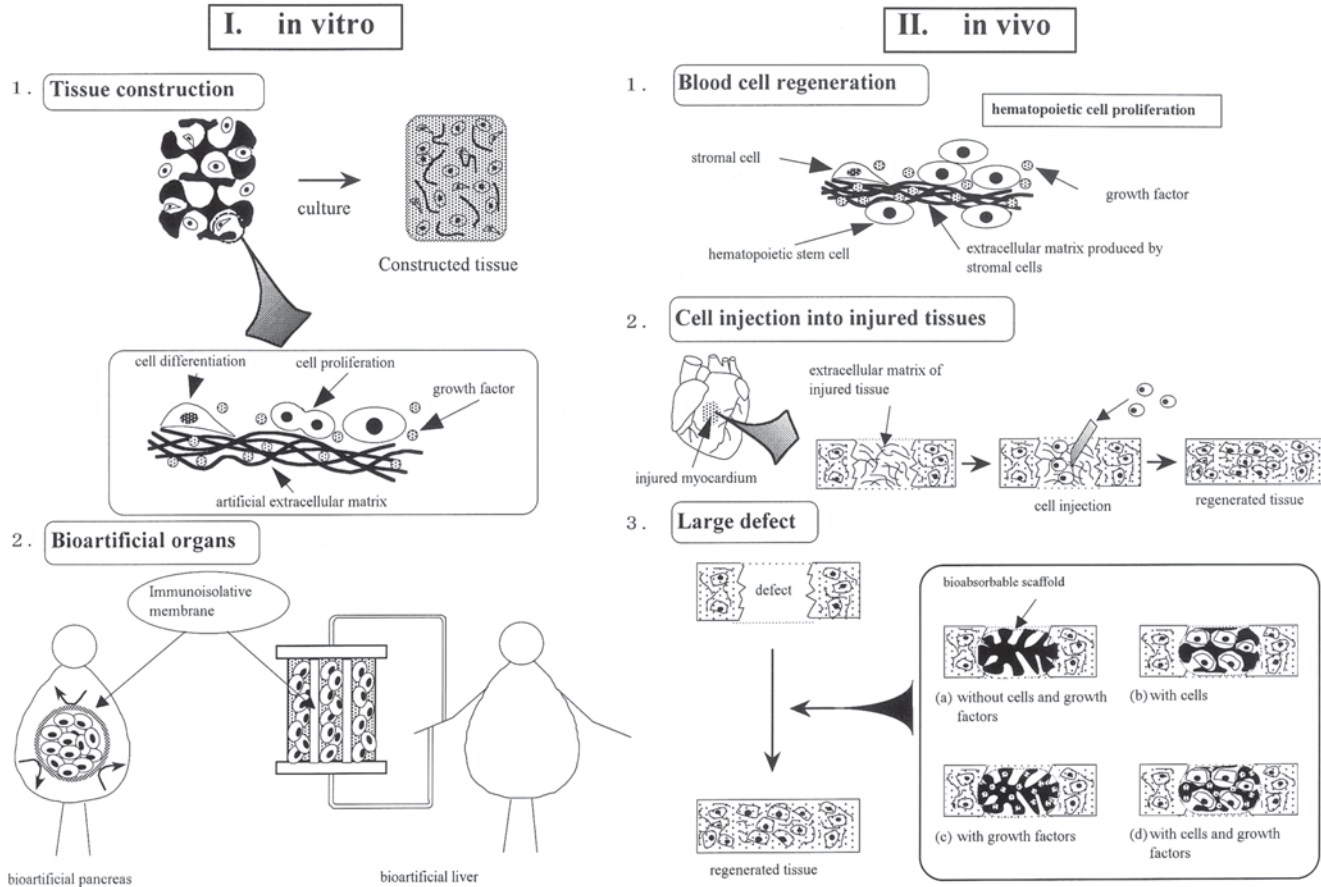 I. in vitro
1. Tissue construction
culture
Constructed tissue
cell differentiation
cell proliferation
growth factor
artificial extracellular matrix
2. Bioartificial organs
Immunoisolative
membrane
bioartificial pancreas
bioartificial liver
II. in vivo
1. Blood cell regeneration
hematopoietic cell proliferation
stromal cell
growth factor
hematopoietic stem cell
extracellular matrix produced by
stromal cells
2. Cell injection into injured tissues
extracellular matrix of
injured tissue
injured myocardium
cell injection
regenerated tissue
3. Large defect
defect
regenerated tissue
bioabsorbable scaffold
(a) without cells and growth
factors
(b) with cells
(c) with growth factors
(d) with cells and growth
factors